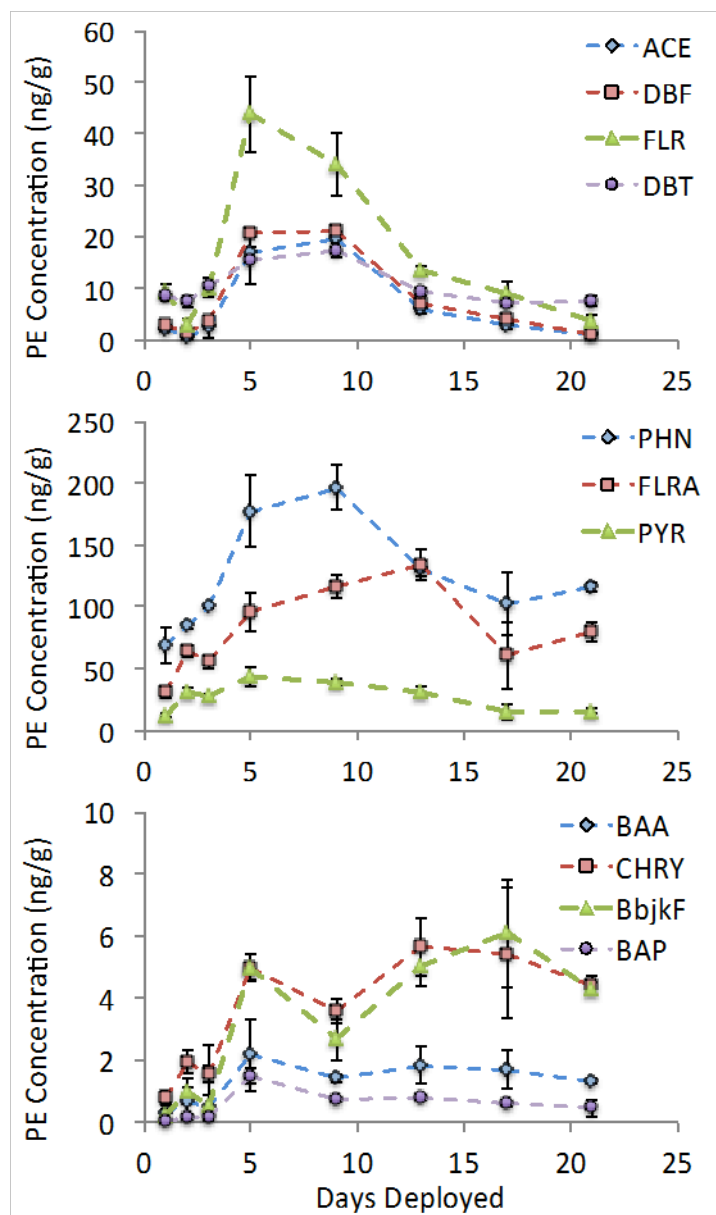 PE Concentration (ng/g)
60
50
40
30
20
10
0
0 5 10 15 20 25
ACE
DBF
FLR
DBT
PE Concentration (ng/g)
250
200
150
100
50
0
0 5 10 15 20 25
PHN
FLRA
PYR
PE Concentration (ng/g)
10
8
6
4
2
0
0 5 10 15 20 25
BAA
CHRY
BbjkF
BAP
Days Deployed